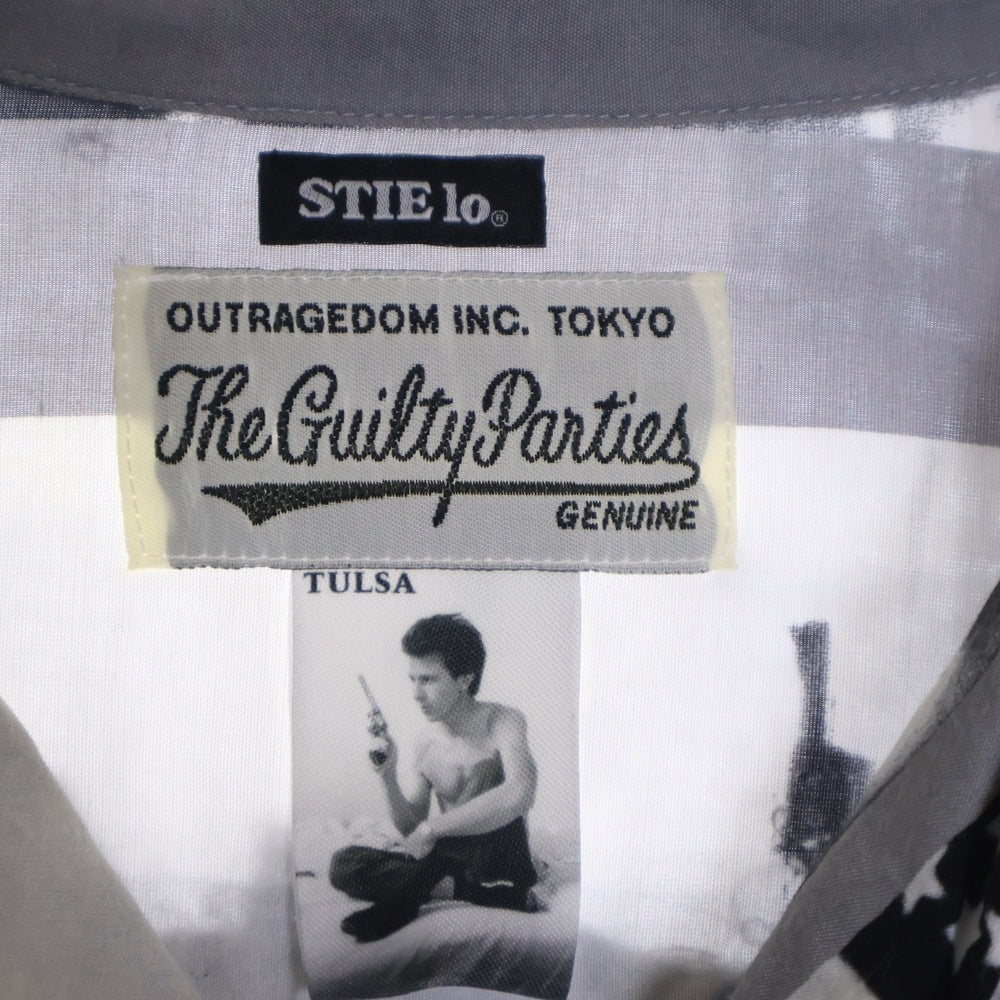 STIE lo®
OUTRAGEDOM INC. TOKYO
The Guilty Parties
GENUINE
TULSA